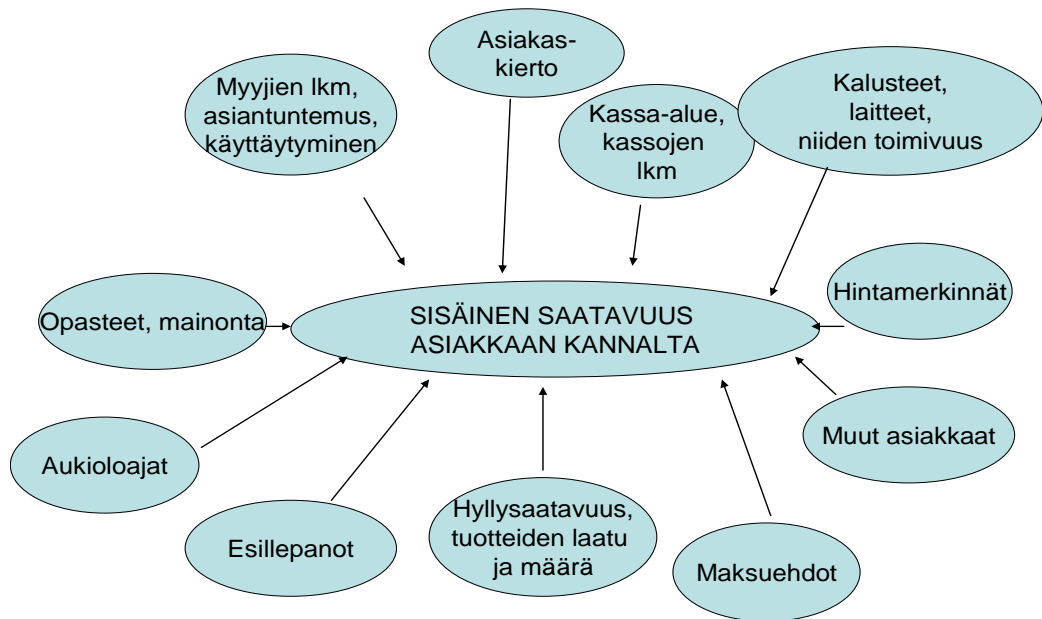 Asiakas-
kierto
Myyjien lkm,
asiantuntemus,
käyttäytyminen
Kassa-alue,
kassojen
lkm
Kalusteet,
laitteet,
niiden toimivuus
Opasteet, mainonta
SISÄINEN SAATAVUUS
ASIAKKAAN KANNALTA
Hintamerkinnät
Aukioloajat
Muut asiakkaat
Esillepanot
Hyllysaatavuus,
tuotteiden laatu
ja määrä
Maksuehdot